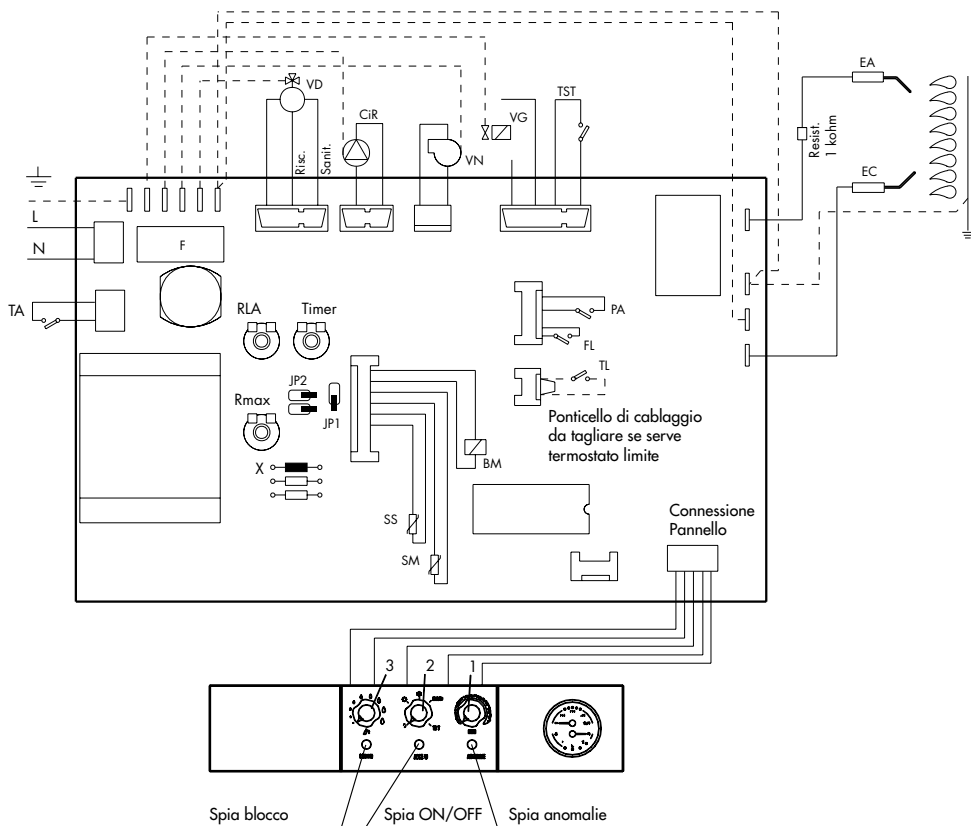 EA
VD
TST
CiR
VG
Resist.
1 kohm
Risc.
Sanit.
VN
EC
L
N
F
TA
RLA
Timer
PA
FL
TL
JP2
JP1
Rmax
Ponticello di cablaggio
da tagliare se serve
termostato limite
X
BM
SS
SM
Connessione
Pannello
3
2
1
Spia blocco
Spia ON/OFF
Spia anomalie